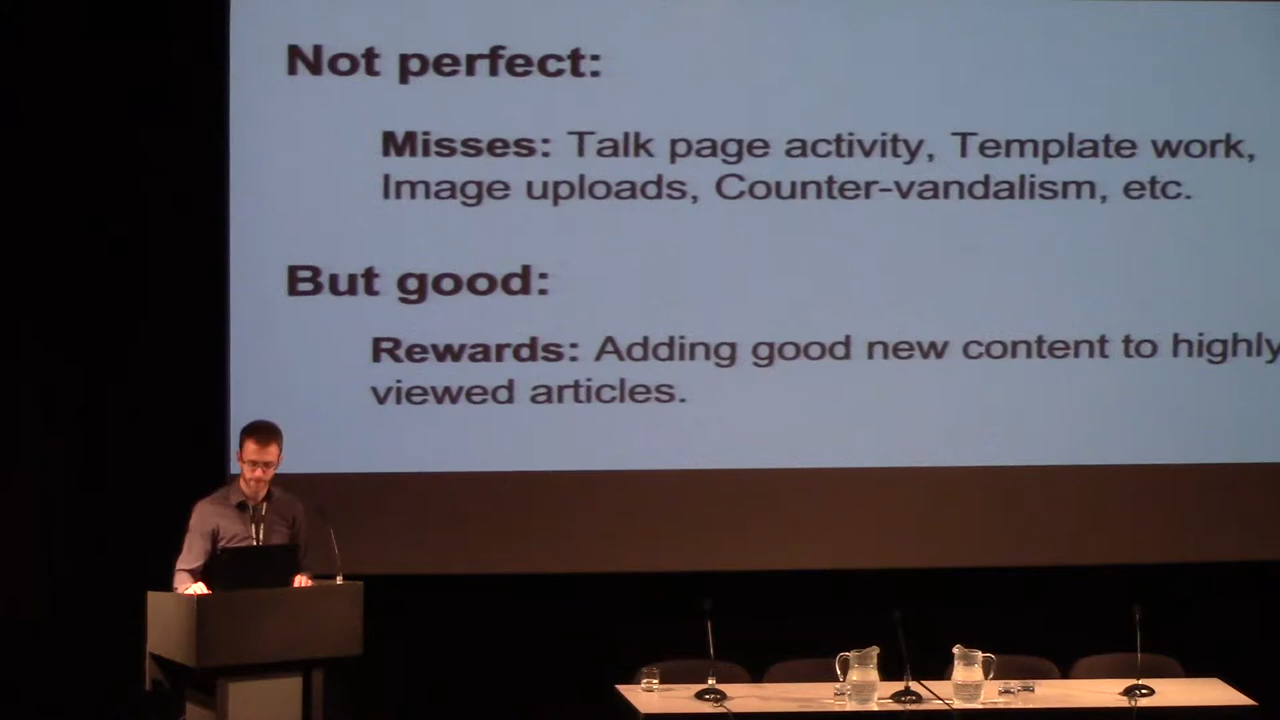 Not perfect:
Misses: Talk page activity, Template work,
Image uploads, Counter-vandalism, etc.
But good:
Rewards: Adding good new content to highly
viewed articles.